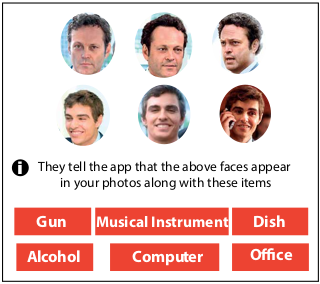 They tell the app that the above faces appear
in your photos along with these items
Gun Musical Instrument Dish
Alcohol Computer Office